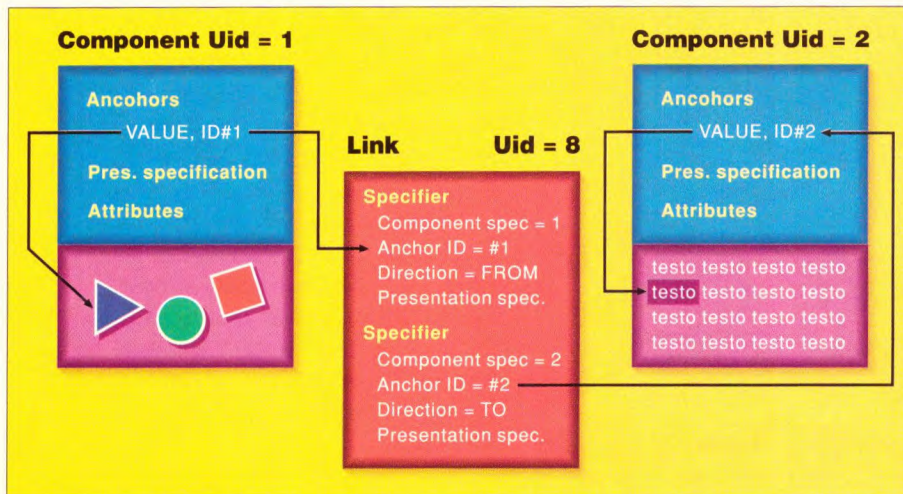 Component Uid = 1
Ancohors
VALUE, ID#1
Pres. specification
Attributes
Link Uid = 8
Specifier
Component spec = 1
Anchor ID = #1
Direction = FROM
Presentation spec.
Specifier
Component spec = 2
Anchor ID = #2
Direction = TO
Presentation spec.
Component Uid = 2
Ancohors
VALUE, ID#2
Pres. specification
Attributes
testo testo testo testo
testo testo testo testo
testo testo testo testo
testo testo testo testo